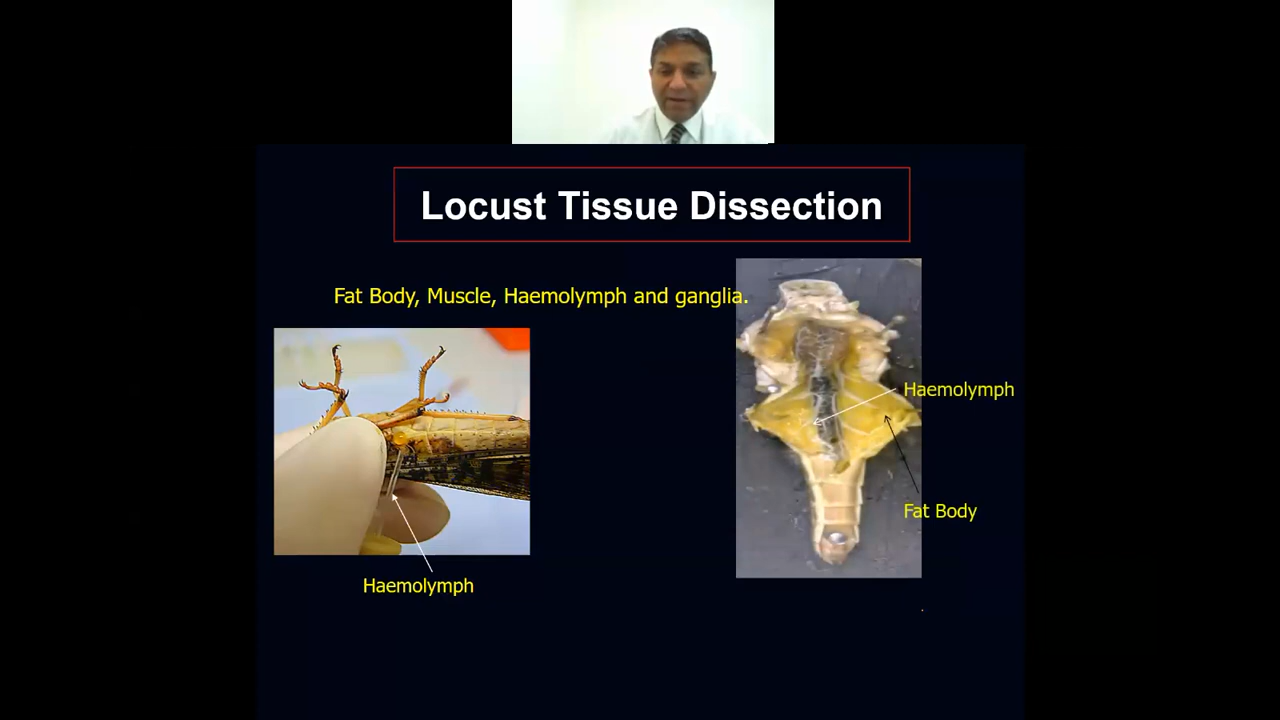 Locust Tissue Dissection
Fat Body, Muscle, Haemolymph and ganglia.
Haemolymph
Fat Body
Haemolymph